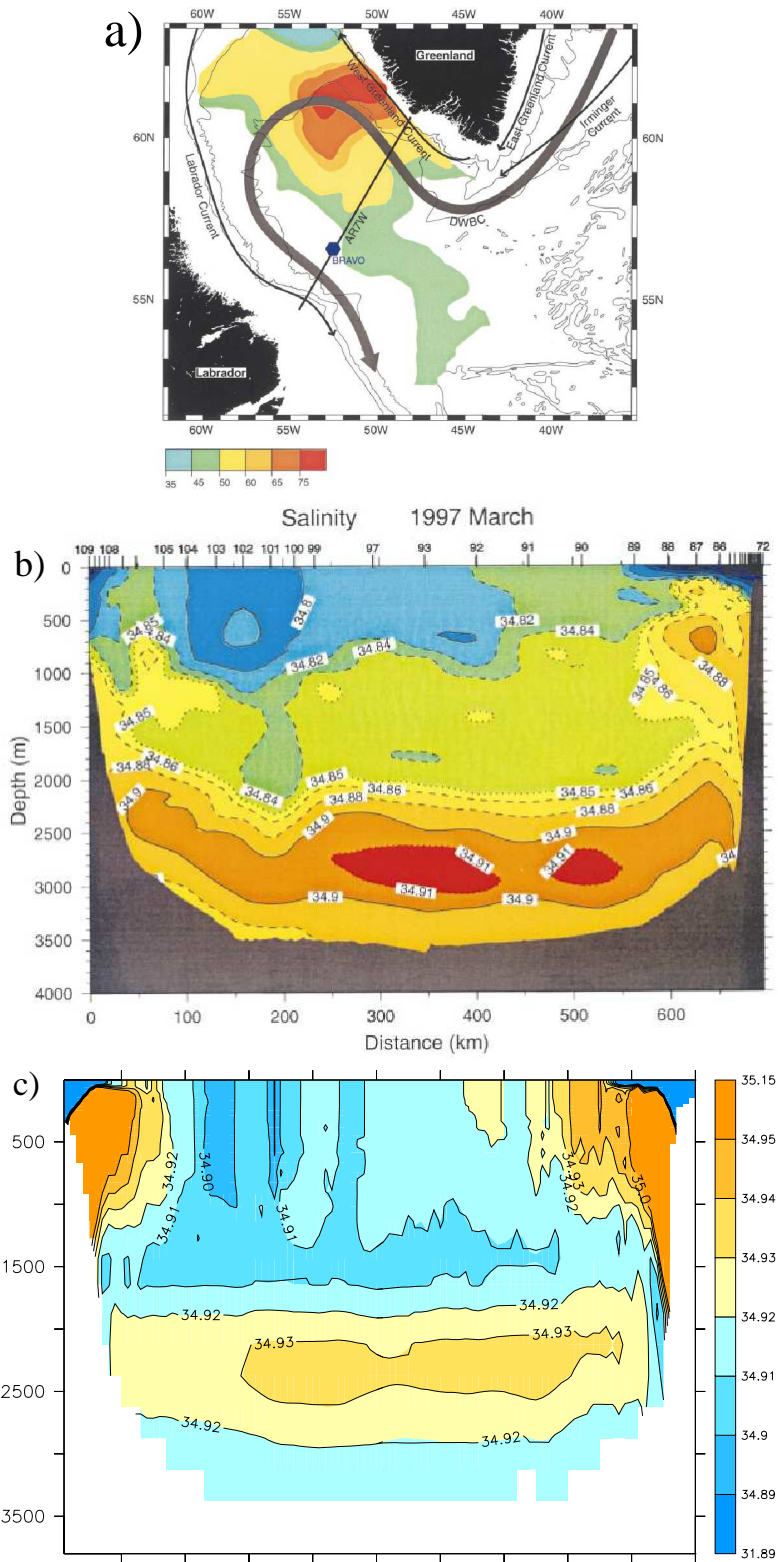 a)
60W 55W 50W 45W 40W
Greenland
West Greenland Current
East Greenland Current
Irminger Current
60N 60N
Labrador Current
DWBC
AR7W
BRAVO
55N 55N
Labrador
60W 55W 50W 45W 40W
35 45 50 60 65 75
Salinity 1997 March
b)
109 108 105 104 103 102 101 100 99 97 93 92 91 90 89 88 87 86 72
0
500
1000
1500
2000
2500
3000
3500
4000
Depth (m)
34.85
34.84
34.8
34.82
34.84
34.82
34.84
34.85
34.86
34.88
34.85
34.86
34.88
34.84
34.85
34.86
34.88
34.85
34.86
34.88
34.9
34.9
34.9
34.91
34.91
34.91
34.9
34.9
34.
0 100 200 300 400 500 600
Distance (km)
c)
500
1500
2500
3500
34.92
34.90
34.91
34.91
34.93
34.92
35.0
34.92
34.92
34.93
34.93
34.92
34.92
35.15
34.95
34.94
34.93
34.92
34.91
34.9
34.89
31.89